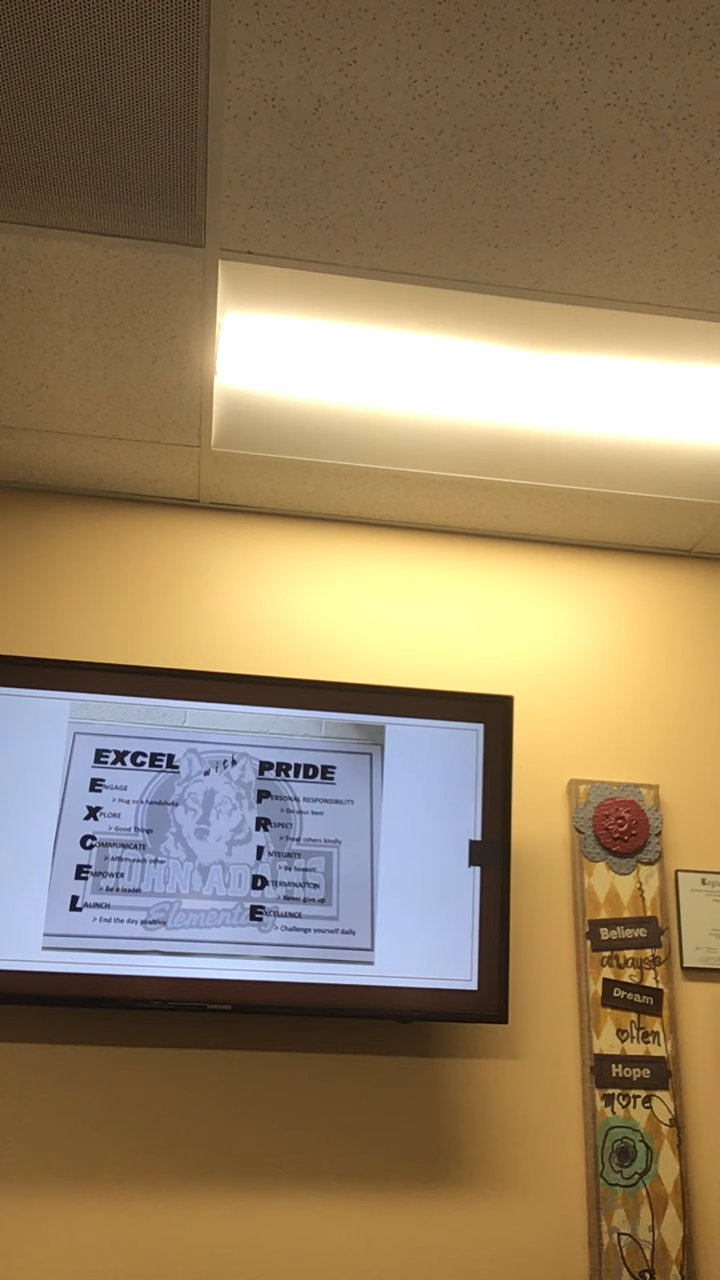 EXCEL with PRIDE
ENGAGE
➢ Hug or a handshake
XPLORE
➢ Good Things
COMMUNICATE
➢ Affirm each other
EMPOWER
➢ Be a leader
LAUNCH
➢ End the day positive
PERSONAL RESPONSIBILITY
➢ Do your best
RESPECT
➢ Treat others kindly
INTEGRITY
➢ Be honest
DETERMINATION
➢ Never give up
EXCELLENCE
➢ Challenge yourself daily
JOHN ADAMS
Elementary
Believe
always
Dream
often
Hope
more